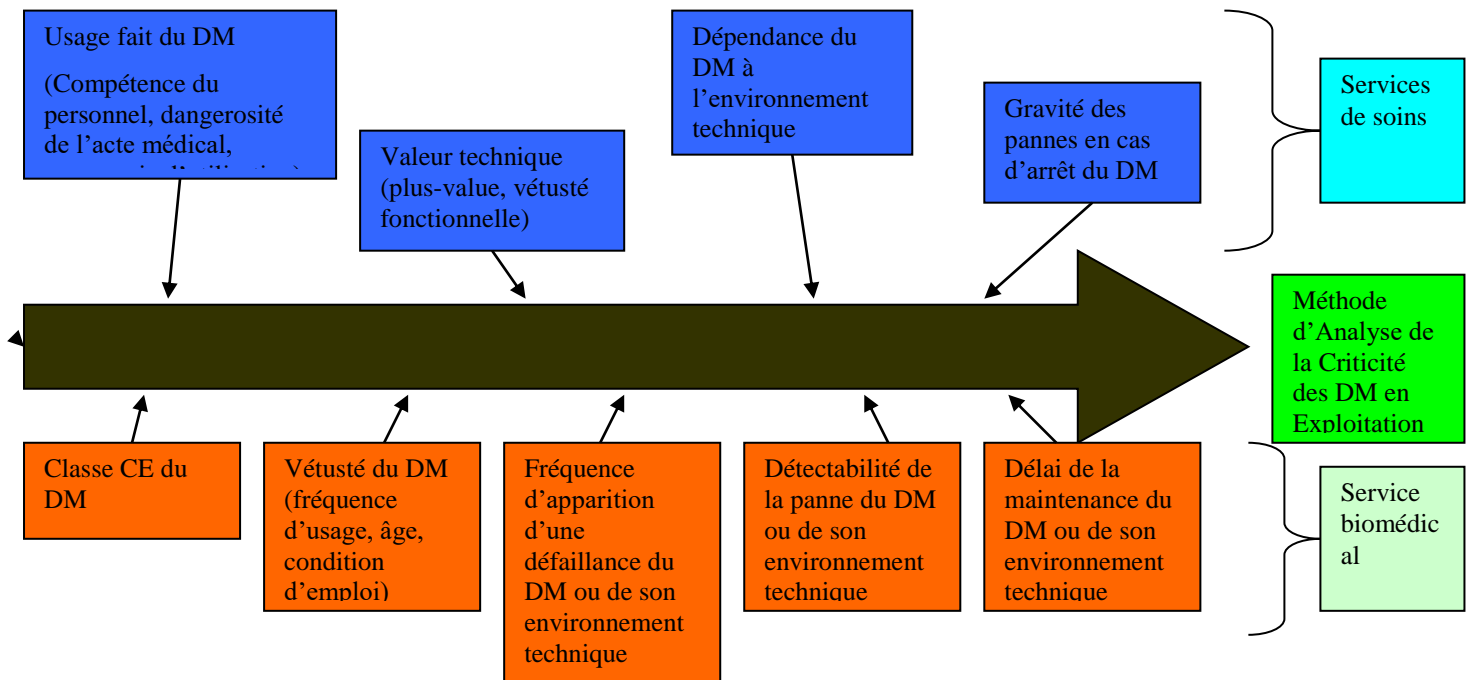 Usage fait du DM
(Compétence du
personnel, dangerosité
de l’acte médical,
Valeur technique
(plus-value, vétusté
fonctionnelle)
Dépendance du
DM à
l’environnement
technique
Gravité des
pannes en cas
d’arrêt du DM
Services
de soins
Méthode
d’Analyse de
la Criticité
des DM en
Exploitation
Classe CE du
DM
Vétusté du DM
(fréquence
d’usage, âge,
condition
d’emploi)
Fréquence
d’apparition
d’une
défaillance du
DM ou de son
environnement
technique
Détectabilité de
la panne du DM
ou de son
environnement
technique
Délai de la
maintenance du
DM ou de son
environnement
technique
Service
biomédic
al